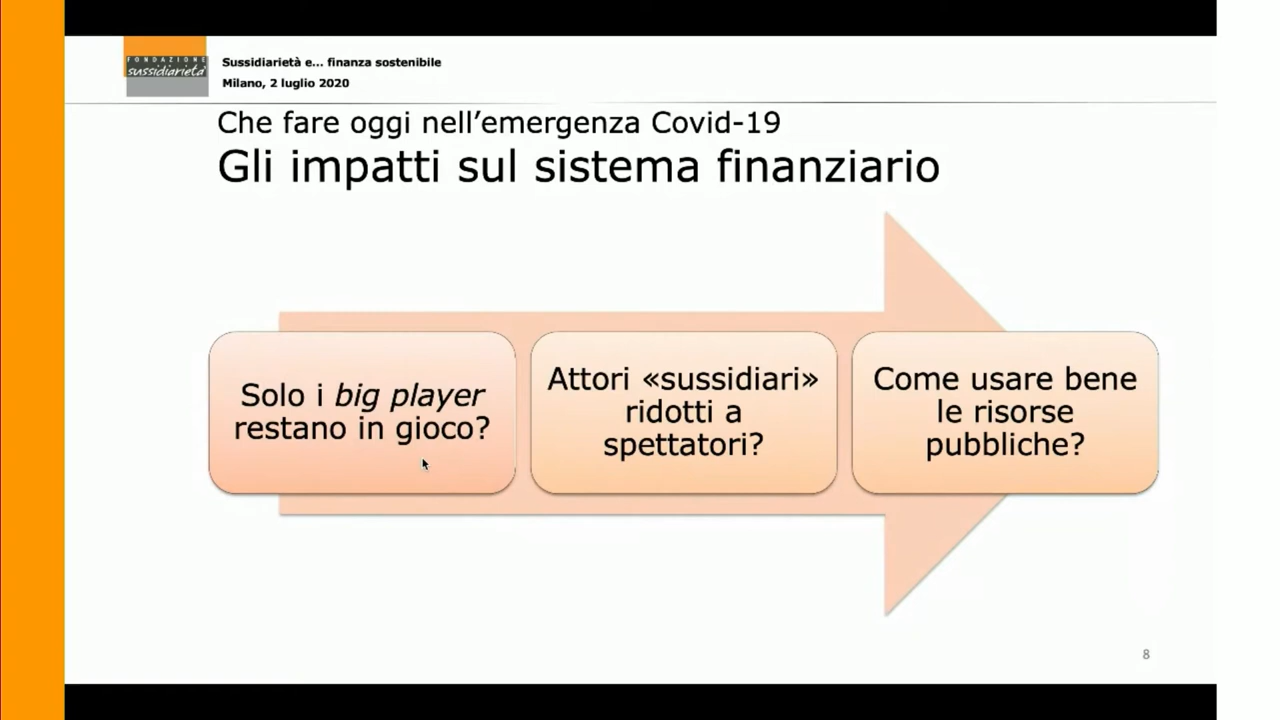 FONDAZIONE
sussidiarietà
Sussidiarietà e... finanza sostenibile
Milano, 2 luglio 2020
Che fare oggi nell’emergenza Covid-19
Gli impatti sul sistema finanziario
Solo i big player
restano in gioco?
Attori «sussidiari»
ridotti a
spettatori?
Come usare bene
le risorse
pubbliche?
8